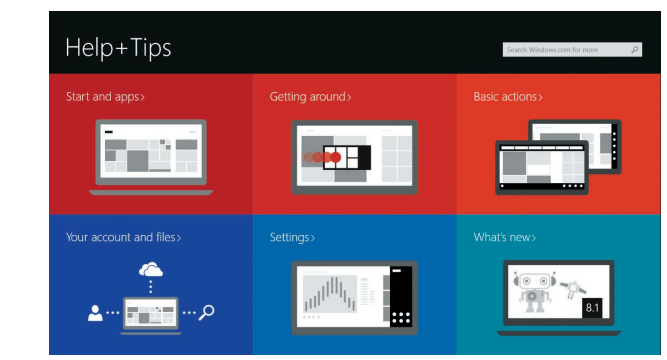 Help+Tips
Search Windows.com for more
Start and apps>
Getting around>
Basic actions>
Your account and files>
Settings>
What's new>
8.1